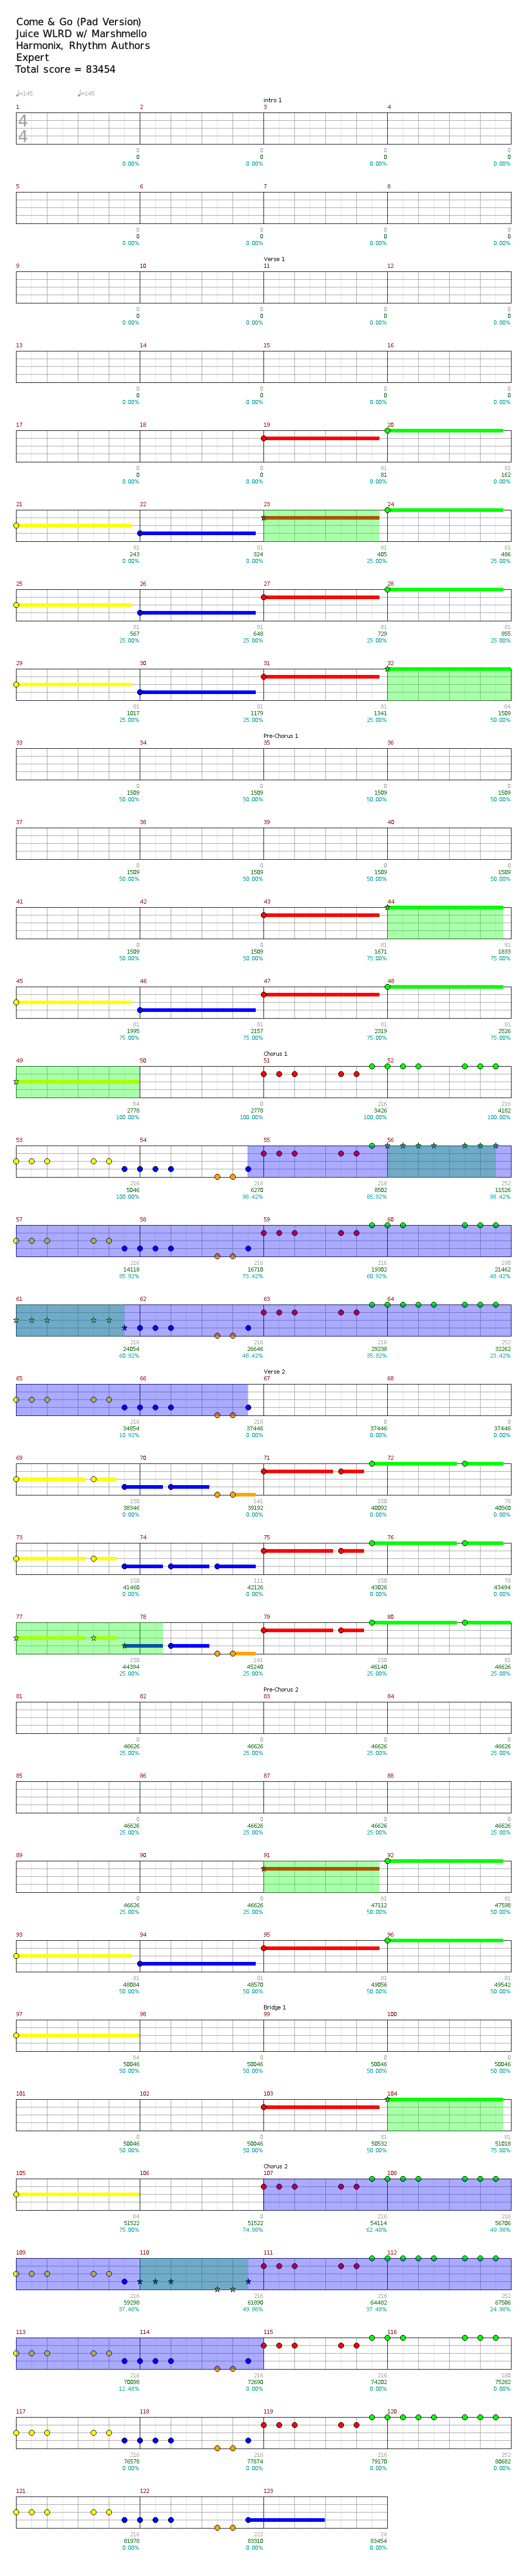 Come & Go (Pad Version)
Juice WLRD w/ Marshmello
Harmonix, Rhythm Authors
Expert
Total score = 83454
♩=145 ♩=145
Intro 1
1 2 3 4
4
4
0 0 0 0
0 0 0 0
0.00% 0.00% 0.00% 0.00%
5 6 7 8
0 0 0 0
0 0 0 0
0.00% 0.00% 0.00% 0.00%
Verse 1
9 10 11 12
0 0 0 0
0 0 0 0
0.00% 0.00% 0.00% 0.00%
13 14 15 16
0 0 0 0
0 0 0 0
0.00% 0.00% 0.00% 0.00%
17 18 19 20
0 0 81 81
0 0 81 162
0.00% 0.00% 0.00% 0.00%
21 22 23 24
81 81 81 81
243 324 405 486
0.00% 0.00% 25.00% 25.00%
25 26 27 28
81 81 81 81
567 648 729 855
25.00% 25.00% 25.00% 25.00%
29 30 31 32
81 81 81 84
1017 1179 1341 1509
25.00% 25.00% 25.00% 50.00%
Pre-Chorus 1
33 34 35 36
0 0 0 0
1509 1509 1509 1509
50.00% 50.00% 50.00% 50.00%
37 38 39 40
0 0 0 0
1509 1509 1509 1509
50.00% 50.00% 50.00% 50.00%
41 42 43 44
0 0 81 81
1509 1509 1671 1833
50.00% 50.00% 50.00% 75.00%
45 46 47 48
81 81 81 81
1995 2157 2319 2526
75.00% 75.00% 75.00% 75.00%
Chorus 1
49 50 51 52
84 0 216 216
2778 2778 3426 4182
100.00% 100.00% 100.00% 100.00%
53 54 55 56
216 216 216 252
5046 6270 8502 11526
100.00% 98.42% 85.92% 98.42%
57 58 59 60
216 216 216 180
14118 16710 19302 21462
85.92% 73.42% 60.92% 48.42%
61 62 63 64
216 216 216 252
24054 26646 29238 32262
60.92% 48.42% 35.92% 23.42%
Verse 2
65 66 67 68
216 216 0 0
34854 37446 37446 37446
10.92% 0.00% 0.00% 0.00%
69 70 71 72
150 141 150 78
38346 39192 40092 40560
0.00% 0.00% 0.00% 0.00%
73 74 75 76
150 111 150 78
41460 42126 43026 43494
0.00% 0.00% 0.00% 0.00%
77 78 79 80
150 141 150 81
44394 45240 46140 46626
0.00% 25.00% 25.00% 25.00%
Pre-Chorus 2
81 82 83 84
0 0 0 0
46626 46626 46626 46626
25.00% 25.00% 25.00% 25.00%
85 86 87 88
0 0 0 0
46626 46626 46626 46626
25.00% 25.00% 25.00% 25.00%
89 90 91 92
0 0 81 81
46626 46626 47112 47598
25.00% 25.00% 50.00% 50.00%
93 94 95 96
81 81 81 81
48084 48570 49056 49542
50.00% 50.00% 50.00% 50.00%
Bridge 1
97 98 99 100
84 0 0 0
50046 50046 50046 50046
50.00% 50.00% 50.00% 50.00%
101 102 103 104
0 0 81 81
50046 50046 50532 51018
50.00% 50.00% 50.00% 75.00%
Chorus 2
105 106 107 108
84 0 216 216
51522 51522 54114 56706
75.00% 74.98% 62.48% 49.98%
109 110 111 112
216 216 216 252
59298 61890 64482 67506
37.48% 49.98% 37.48% 24.98%
113 114 115 116
216 216 216 180
70098 72690 74202 75282
12.48% 0.00% 0.00% 0.00%
117 118 119 120
216 216 216 252
76578 77874 79170 80682
0.00% 0.00% 0.00% 0.00%
121 122 123
216 222 24
81978 83310 83454
0.00% 0.00% 0.00%